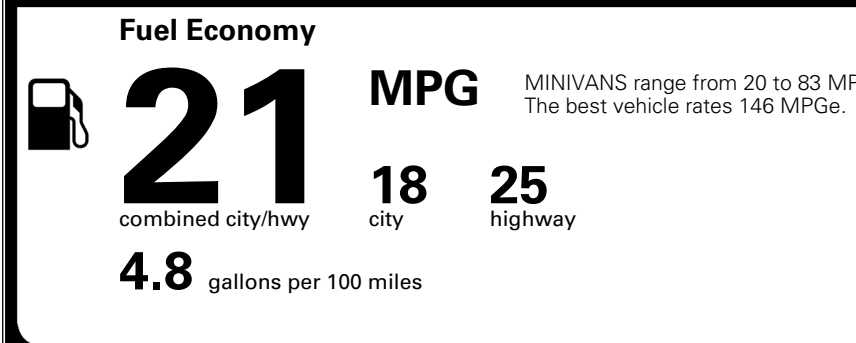 Fuel Economy
21 MPG
MINIVANS range from 20 to 83 MP
The best vehicle rates 146 MPGe.
18 25
combined city/hwy city highway
4.8 gallons per 100 miles